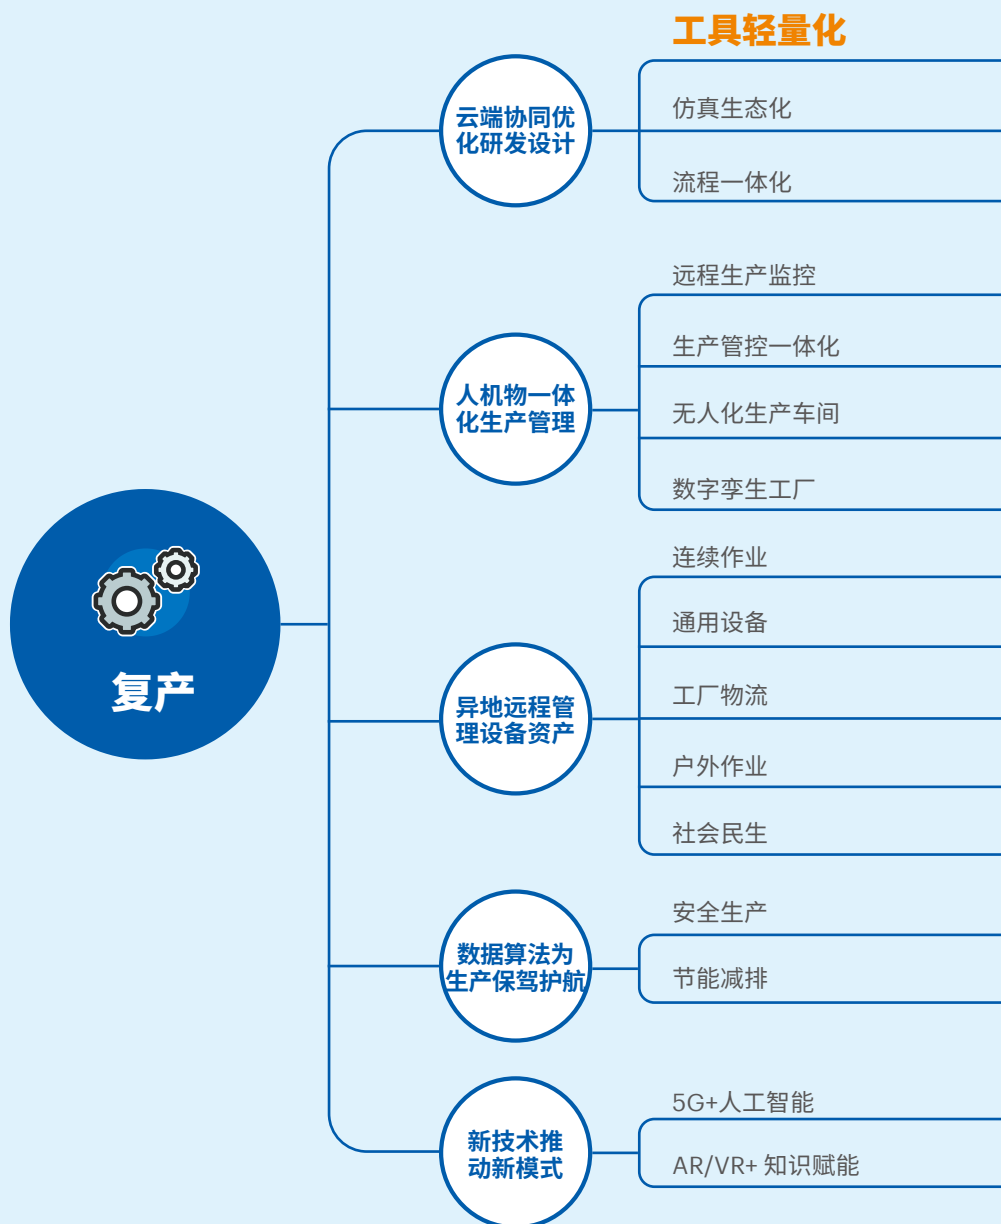 工具轻量化
云端协同优
化研发设计
仿真生态化
流程一体化
远程生产监控
人机物一体
化生产管理
生产管控一体化
无人化生产车间
数字孪生工厂
复产
连续作业
通用设备
异地远程管
理设备资产
工厂物流
户外作业
社会民生
数据算法为
生产保驾护航
安全生产
节能减排
新技术推
动新模式
5G+人工智能
AR/VR+ 知识赋能